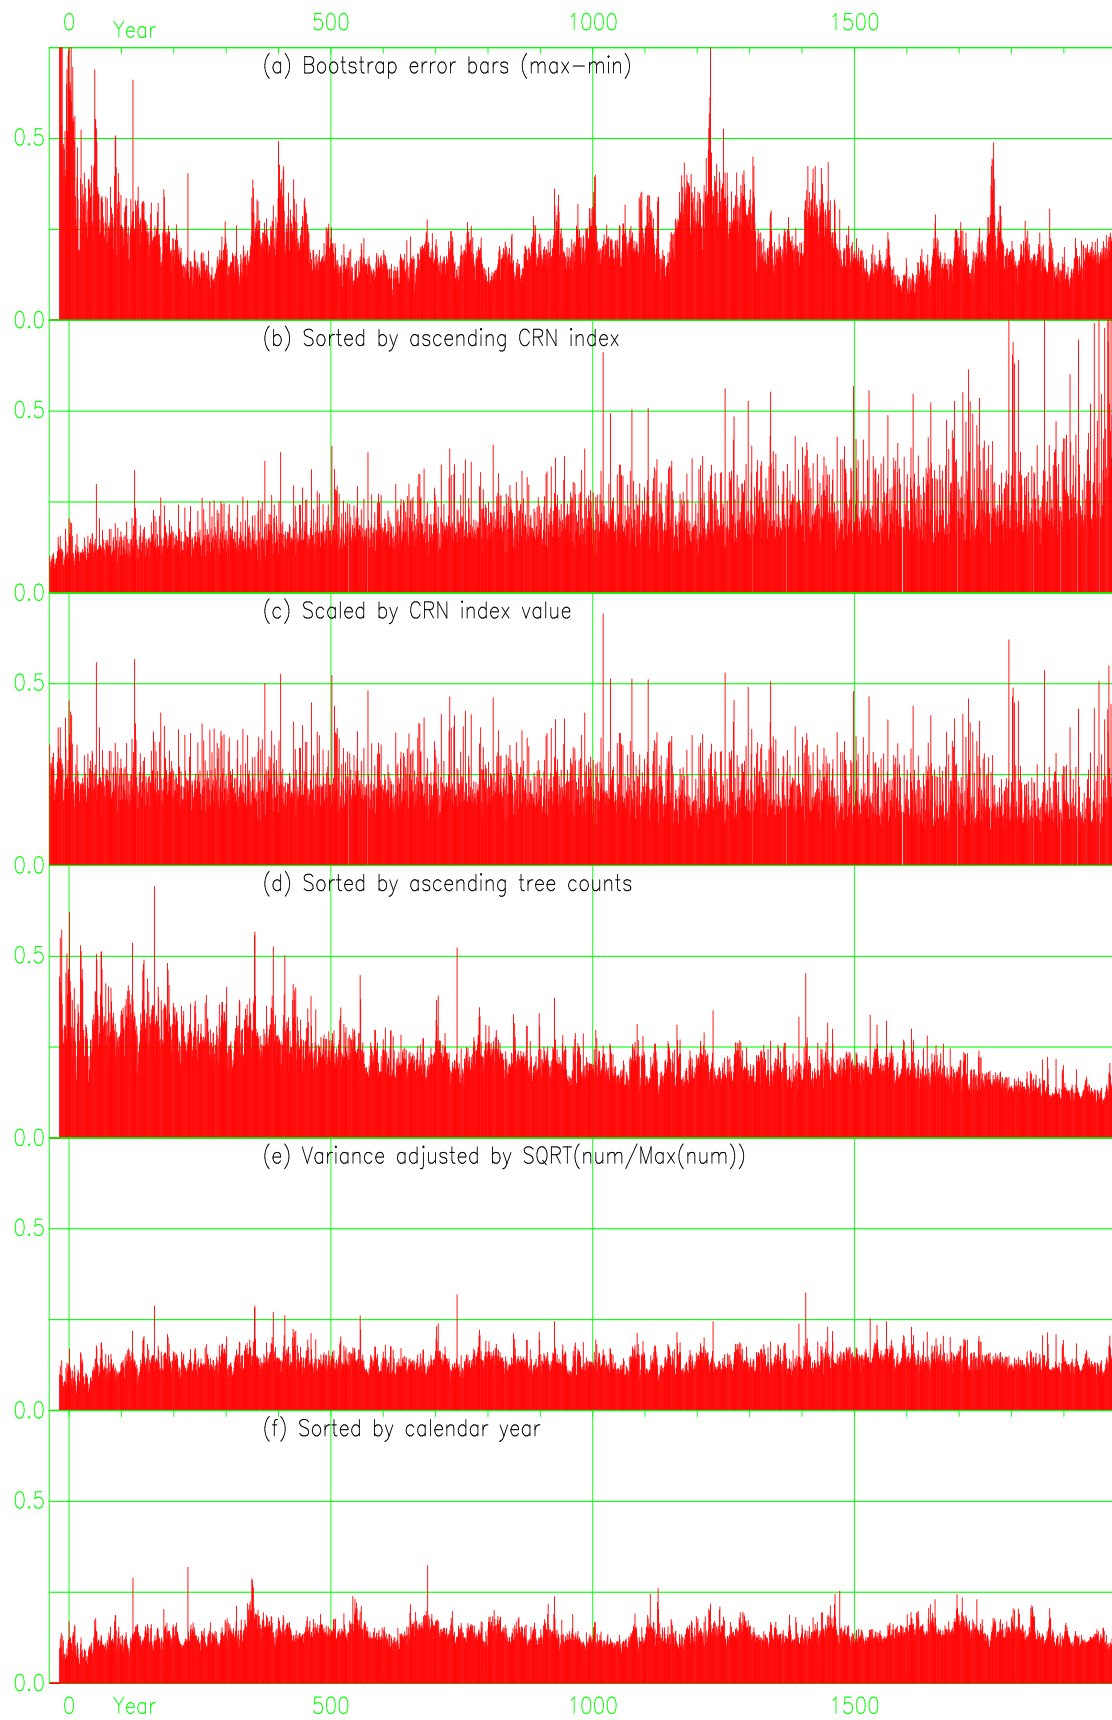 0 Year 500 1000 1500
(a) Bootstrap error bars (max-min)
0.5
0.0
(b) Sorted by ascending CRN index
0.5
0.0
(c) Scaled by CRN index value
0.5
0.0
(d) Sorted by ascending tree counts
0.5
0.0
(e) Variance adjusted by SQRT(num/Max(num))
0.5
0.0
(f) Sorted by calendar year
0.5
0.0
0 Year 500 1000 1500